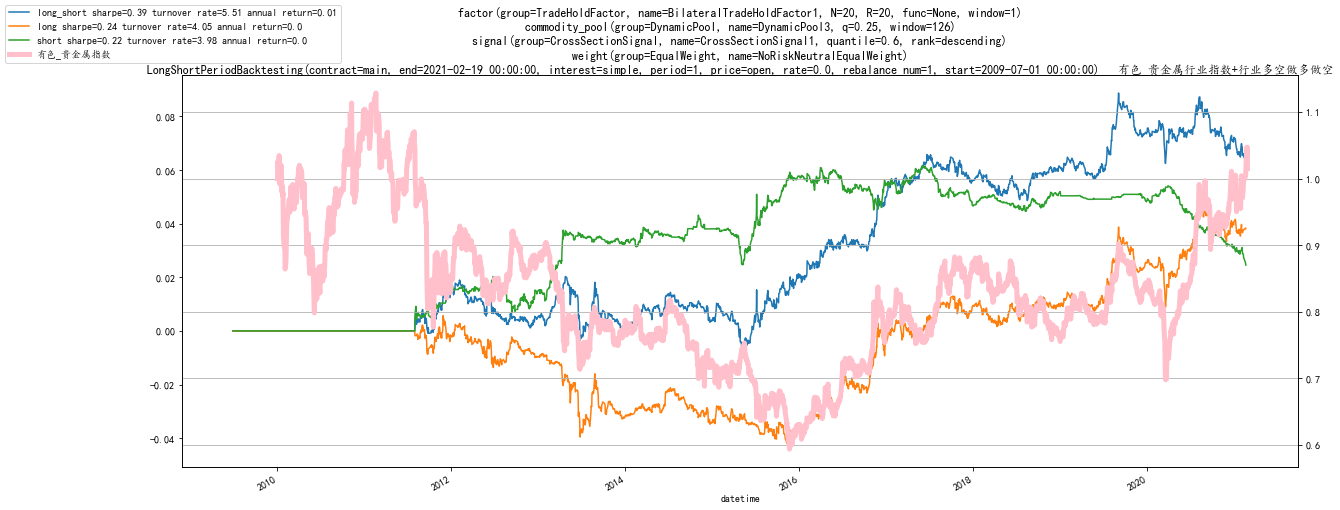 long_short sharpe=0.39 turnover rate=5.51 annual return=0.01
long sharpe=0.24 turnover rate=4.05 annual return=0.0
short sharpe=0.22 turnover rate=3.98 annual return=0.0
有色_贵金属指数
factor(group=TradeHoldFactor, name=BilateralTradeHoldFactor1, N=20, R=20, func=None, window=1)
commodity_pool(group=DynamicPool, name=DynamicPool3, q=0.25, window=126)
signal(group=CrossSectionSignal, name=CrossSectionSignal1, quantile=0.6, rank=descending)
weight(group=EqualWeight, name=NoRiskNeutralEqualWeight)
LongShortPeriodBacktesting(contract=main, end=2021-02-19 00:00:00, interest=simple, period=1, price=open, rate=0.0, rebalance_num=1, start=2009-07-01 00:00:00) 有色_贵金属行业指数+行业多空做多做空
0.08
0.06
0.04
0.02
0.00
−0.02
−0.04
1.1
1.0
0.9
0.8
0.7
0.6
2010
2012
2014
2016
2018
2020
datetime